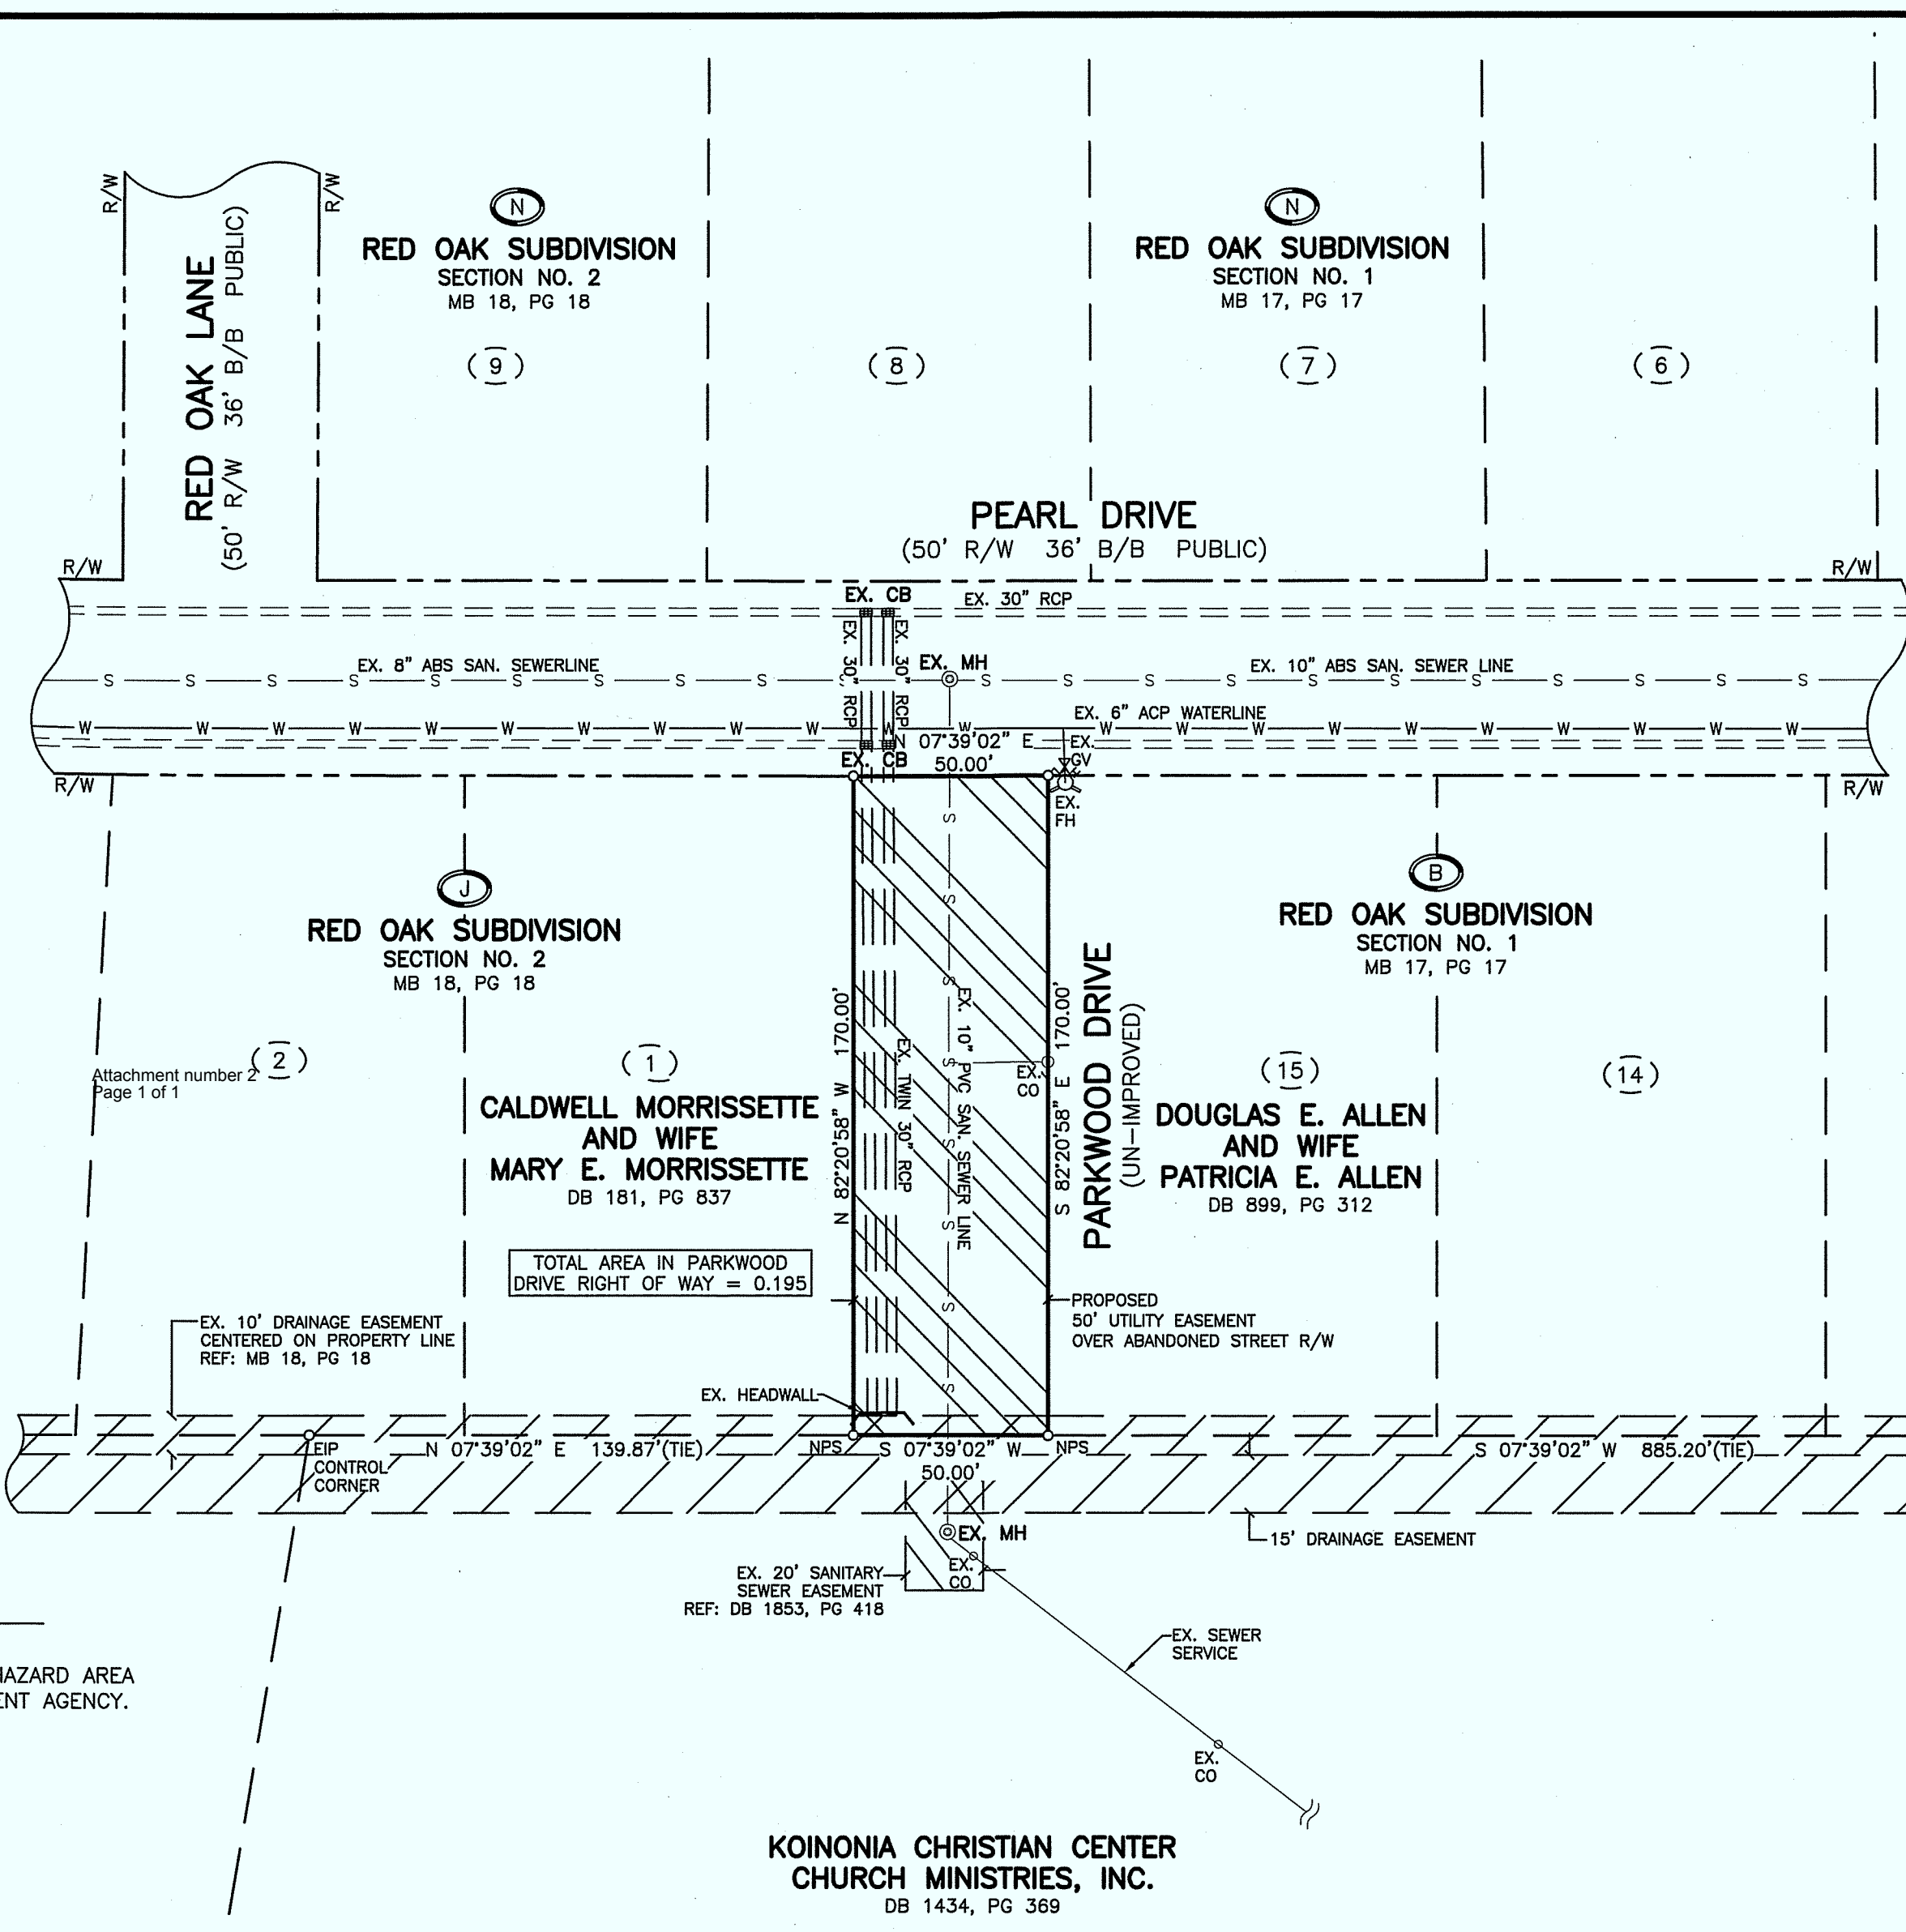 R/W
R/W
RED OAK LANE
(50' R/W 36' B/B PUBLIC)
N
RED OAK SUBDIVISION
SECTION NO. 2
MB 18, PG 18
(9)
(8)
N
RED OAK SUBDIVISION
SECTION NO. 1
MB 17, PG 17
(7)
(6)
PEARL DRIVE
(50' R/W 36' B/B PUBLIC)
R/W
R/W
EX. CB
EX. 30" RCP
EX. 30" RCP
EX. 30" RCP
EX. 8" ABS SAN. SEWERLINE
EX. MH
EX. 10" ABS SAN. SEWER LINE
S S S S S S S S S S S S S S S S S S S S S
EX. 6" ACP WATERLINE
W W W W W W W W W W W W W W W W W W W W
N 07°39'02" E
50.00'
EX. CB
EX.
GV
EX.
FH
R/W
R/W
J
RED OAK SUBDIVISION
SECTION NO. 2
MB 18, PG 18
B
RED OAK SUBDIVISION
SECTION NO. 1
MB 17, PG 17
S
S
S
S
S
S
S
S
N 82°20'58" W 170.00'
EX. TWIN 30" RCP
EX. 10" PVC SAN. SEWER LINE
S 82°20'58" E 170.00'
PARKWOOD DRIVE
(UN-IMPROVED)
EX.
CO
(2)
Attachment number 2
Page 1 of 1
(1)
CALDWELL MORRISSETTE
AND WIFE
MARY E. MORRISSETTE
DB 181, PG 837
(15)
DOUGLAS E. ALLEN
AND WIFE
PATRICIA E. ALLEN
DB 899, PG 312
(14)
TOTAL AREA IN PARKWOOD
DRIVE RIGHT OF WAY = 0.195
PROPOSED
50' UTILITY EASEMENT
OVER ABANDONED STREET R/W
EX. 10' DRAINAGE EASEMENT
CENTERED ON PROPERTY LINE
REF: MB 18, PG 18
EX. HEADWALL
EIP
CONTROL
CORNER
N 07°39'02" E 139.87'(TIE)
NPS
S 07°39'02" W
50.00'
NPS
S 07°39'02" W 885.20'(TIE)
EX. MH
15' DRAINAGE EASEMENT
EX.
CO.
EX. 20' SANITARY
SEWER EASEMENT
REF: DB 1853, PG 418
EX. SEWER
SERVICE
HAZARD AREA
ENT AGENCY.
EX.
CO
KOINONIA CHRISTIAN CENTER
CHURCH MINISTRIES, INC.
DB 1434, PG 369